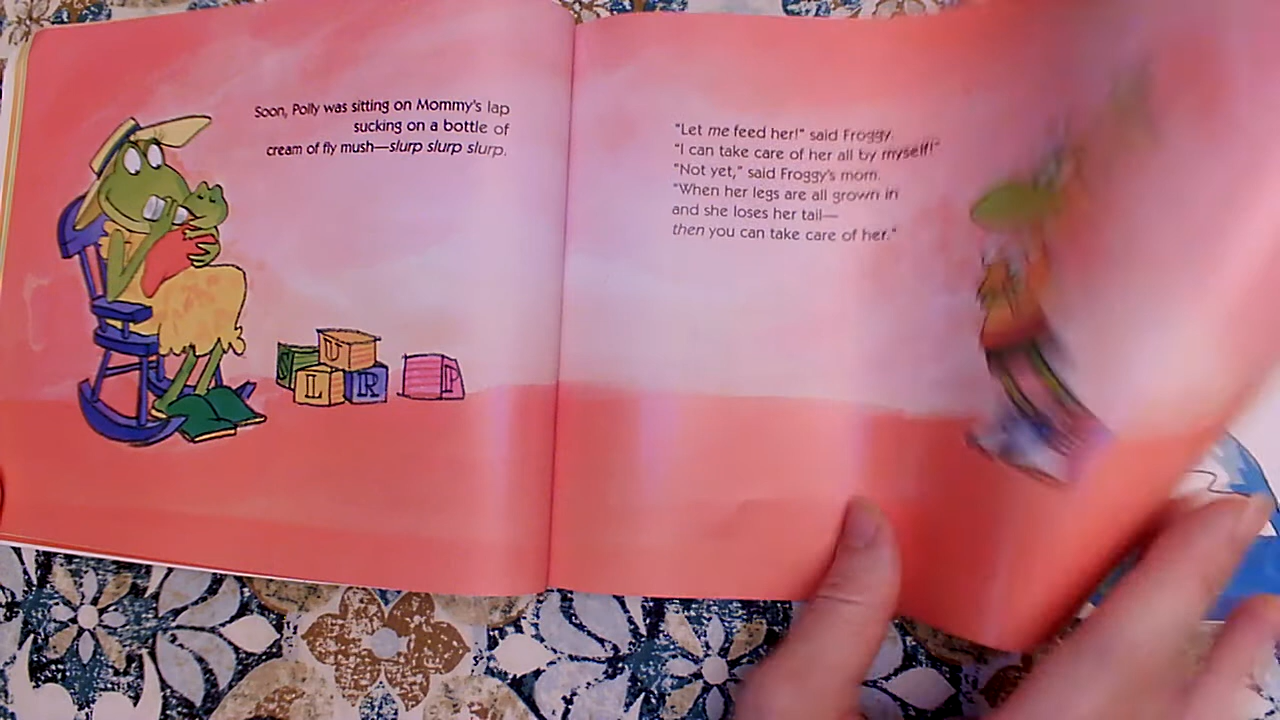 Soon, Polly was sitting on Mommy's lap
sucking on a bottle of
cream of fly mush—slurp slurp slurp.
"Let me feed her!" said Froggy.
"I can take care of her all by myself!"
"Not yet," said Froggy's mom.
"When her legs are all grown in
and she loses her tail—
then you can take care of her."
S U
L R P